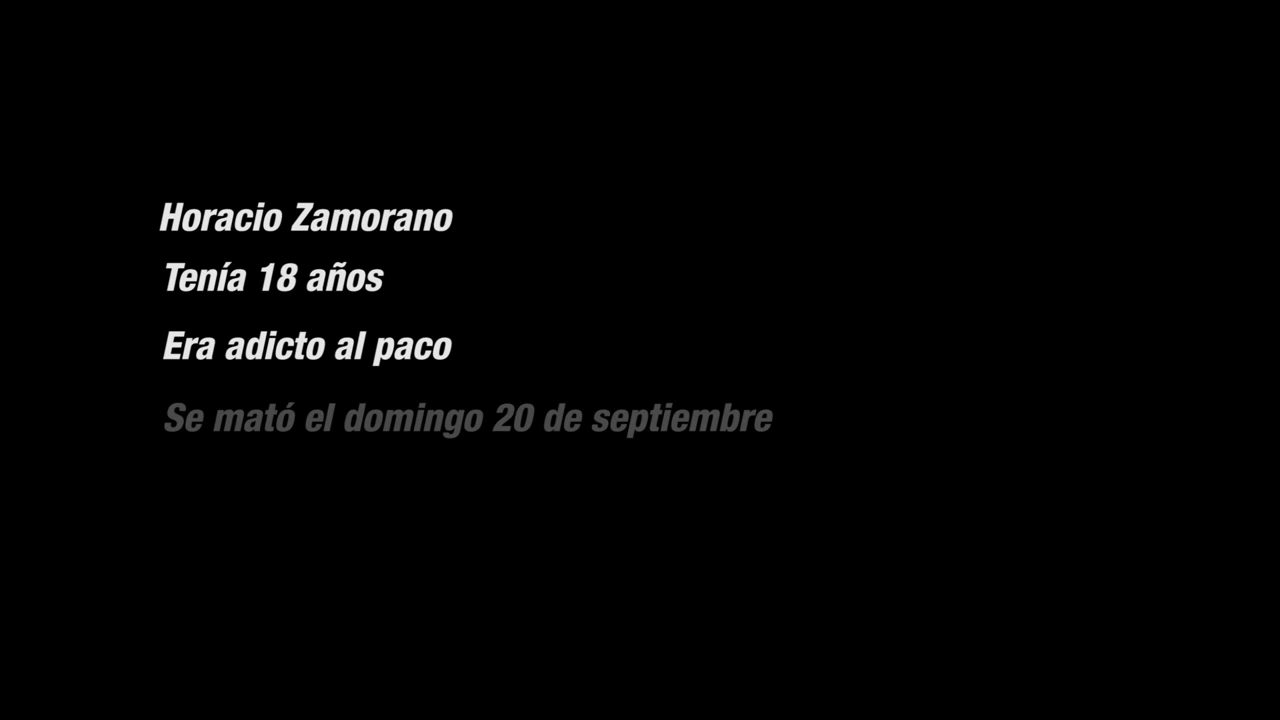 Horacio Zamorano
Tenía 18 años
Era adicto al paco
Se mató el domingo 20 de septiembre